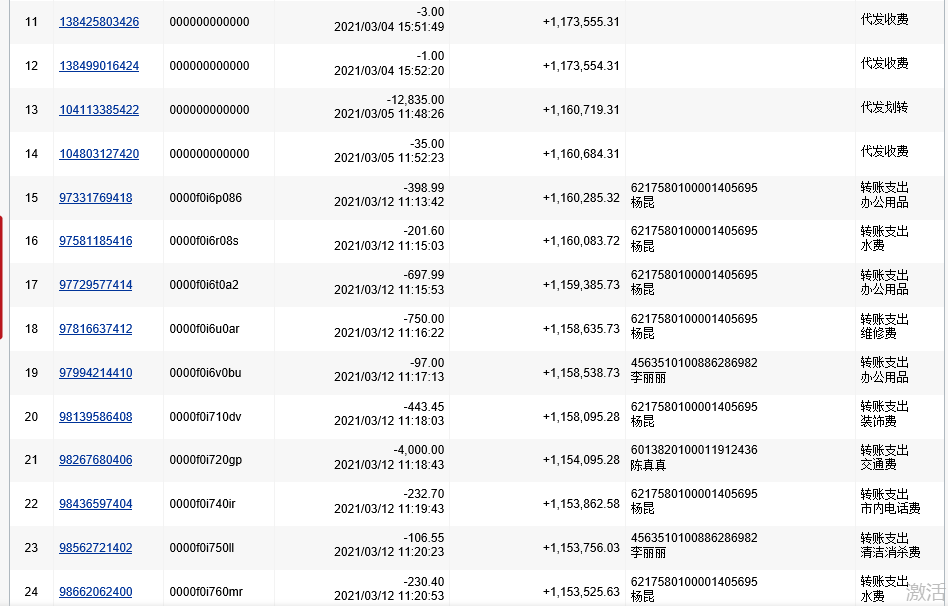 11 138425803426 000000000000 -3.00 +1,173,555.31 代发收费
2021/03/04 15:51:49
12 138499016424 000000000000 -1.00 +1,173,554.31 代发收费
2021/03/04 15:52:20
13 104113385422 000000000000 -12,835.00 +1,160,719.31 代发划转
2021/03/05 11:48:26
14 104803127420 000000000000 -35.00 +1,160,684.31 代发收费
2021/03/05 11:52:23
15 97331769418 0000f0i6p086 -398.99 +1,160,285.32 6217580100001405695 转账支出
2021/03/12 11:13:42 杨昆 办公用品
16 97581185416 0000f0i6r08s -201.60 +1,160,083.72 6217580100001405695 转账支出
2021/03/12 11:15:03 杨昆 水费
17 97729577414 0000f0i6t0a2 -697.99 +1,159,385.73 6217580100001405695 转账支出
2021/03/12 11:15:53 杨昆 办公用品
18 97816637412 0000f0i6u0ar -750.00 +1,158,635.73 6217580100001405695 转账支出
2021/03/12 11:16:22 杨昆 维修费
19 97994214410 0000f0i6v0bu -97.00 +1,158,538.73 4563510100886286982 转账支出
2021/03/12 11:17:13 李丽丽 办公用品
20 98139586408 0000f0i710dv -443.45 +1,158,095.28 6217580100001405695 转账支出
2021/03/12 11:18:03 杨昆 装饰费
21 98267680406 0000f0i720gp -4,000.00 +1,154,095.28 6013820100011912436 转账支出
2021/03/12 11:18:43 陈真真 交通费
22 98436597404 0000f0i740ir -232.70 +1,153,862.58 6217580100001405695 转账支出
2021/03/12 11:19:43 杨昆 市内电话费
23 98562721402 0000f0i750ll -106.55 +1,153,756.03 4563510100886286982 转账支出
2021/03/12 11:20:23 李丽丽 清洁消杀费
24 98662062400 0000f0i760mr -230.40 +1,153,525.63 6217580100001405695 转账支出
2021/03/12 11:20:53 杨昆 水费
激活